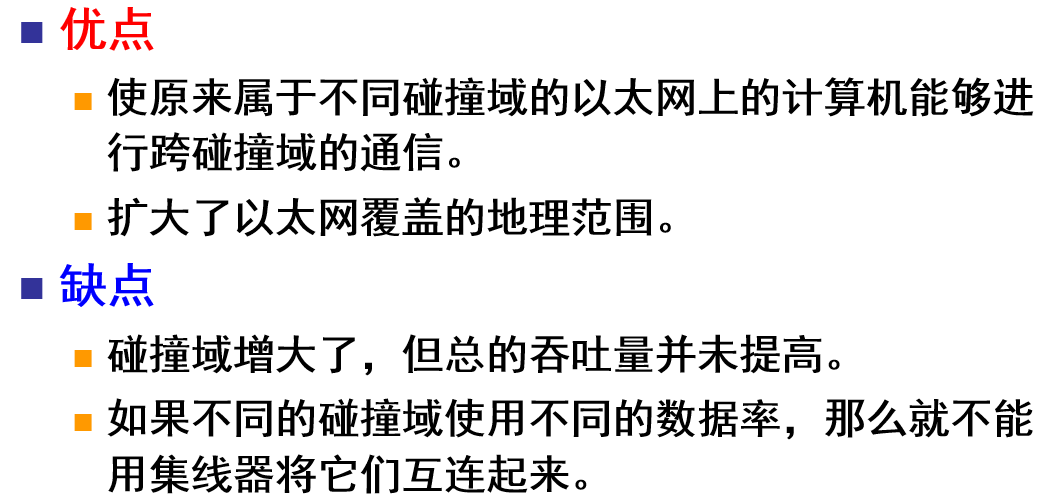 优点
使原来属于不同碰撞域的以太网上的计算机能够进
行跨碰撞域的通信。
扩大了以太网覆盖的地理范围。
缺点
碰撞域增大了，但总的吞吐量并未提高。
如果不同的碰撞域使用不同的数据率，那么就不能
用集线器将它们互连起来。